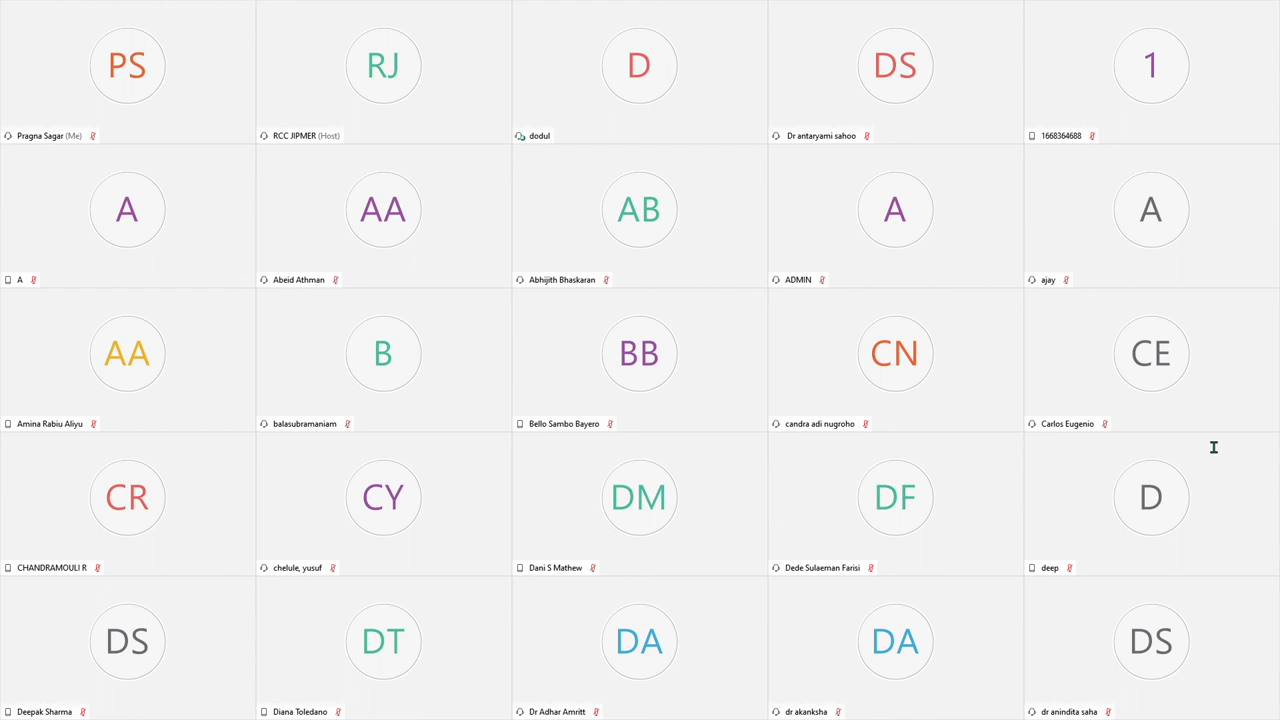 PS
RJ
D
DS
1
Pragna Sagar (Me)
RCC JIPMER (Host)
dodul
Dr antaryami sahoo
1668364688
A
AA
AB
A
A
A
Abeid Athman
Abhijith Bhaskaran
ADMIN
ajay
AA
B
BB
CN
CE
Amina Rabiu Aliyu
balasubramaniam
Bello Sambo Bayero
candra adi nugroho
Carlos Eugenio
CR
CY
DM
DF
D
CHANDRAMOULI R
chelule, yusuf
Dani S Mathew
Dede Sulaeman Farisi
deep
DS
DT
DA
DA
DS
Deepak Sharma
Diana Toledano
Dr Adhar Amritt
dr akanksha
dr anindita saha